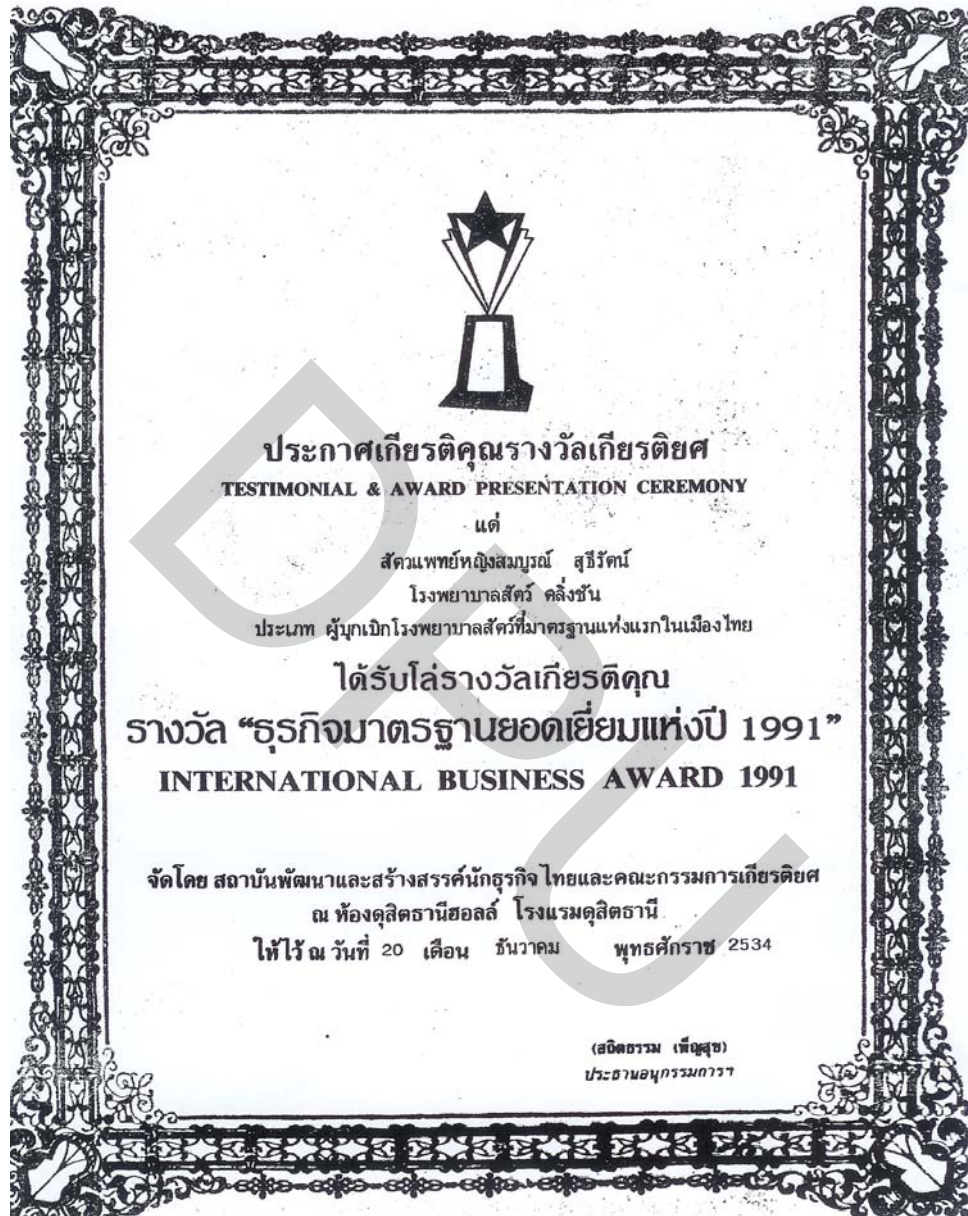 ประกาศเกียรติคุณรางวัลเกียรติยศ
TESTIMONIAL & AWARD PRESENTATION CEREMONY
แด่
สัตวแพทย์หญิงสมบูรณ์ สุธีรัตน์
โรงพยาบาลสัตว์ ตลิ่งชัน
ประเภท ผู้บุกเบิกโรงพยาบาลสัตว์ที่มาตรฐานแห่งแรกในเมืองไทย
ได้รับโล่รางวัลเกียรติคุณ
รางวัล “ธุรกิจมาตรฐานยอดเยี่ยมแห่งปี 1991”
INTERNATIONAL BUSINESS AWARD 1991
จัดโดย สถาบันพัฒนาและสร้างสรรค์นักธุรกิจไทยและคณะกรรมการเกียรติยศ
ณ ห้องดุสิตธานีฮอลล์ โรงแรมดุสิตธานี
ให้ไว้ ณ วันที่ 20 เดือน ธันวาคม พุทธศักราช 2534
(สถิตธรรม เพ็ญสุข)
ประธานอนุกรรมการฯ
DPU